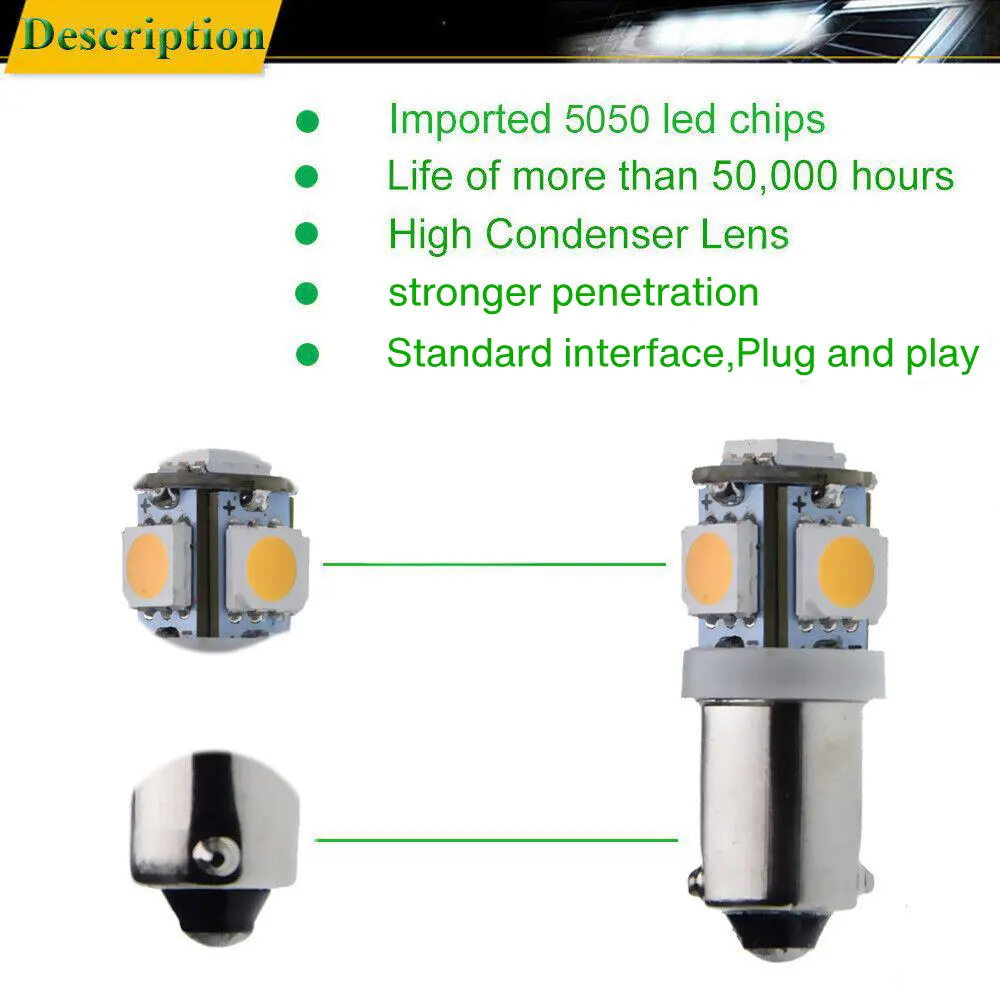 Description
Imported 5050 led chips
Life of more than 50,000 hours
High Condenser Lens
stronger penetration
Standard interface,Plug and play
+
+
+
+